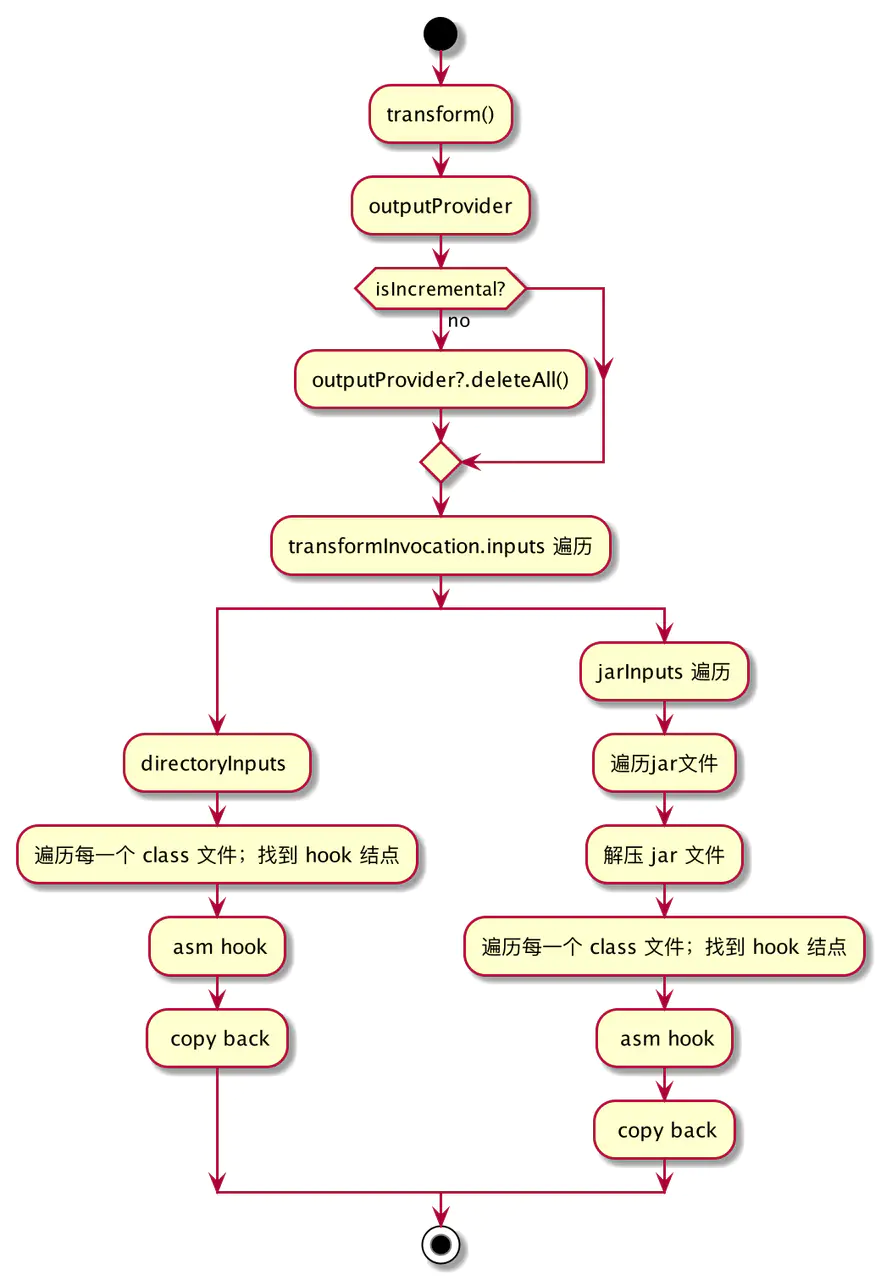 transform()
outputProvider
isIncremental?
no
outputProvider?.deleteAll()
transformInvocation.inputs 遍历
directoryInputs
遍历每一个 class 文件；找到 hook 结点
asm hook
copy back
jarInputs 遍历
遍历jar文件
解压 jar 文件
遍历每一个 class 文件；找到 hook 结点
asm hook
copy back